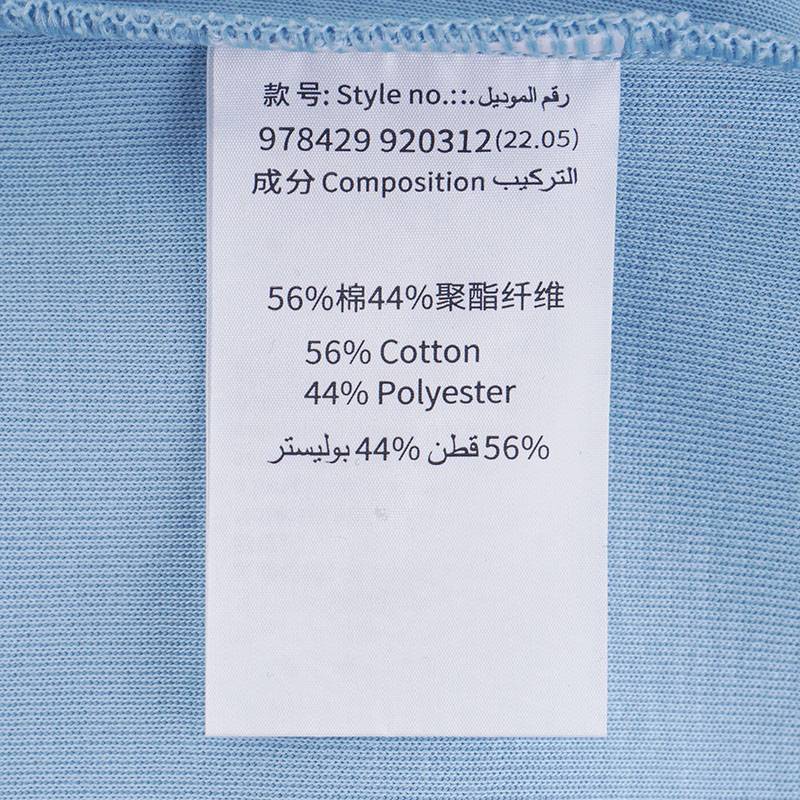 款 号: Style no.::. رقم الموديل
978429 920312(22.05)
成分 Composition التركيب
56%棉44%聚酯纤维
56% Cotton
44% Polyester
56% قطن 44% بوليستر